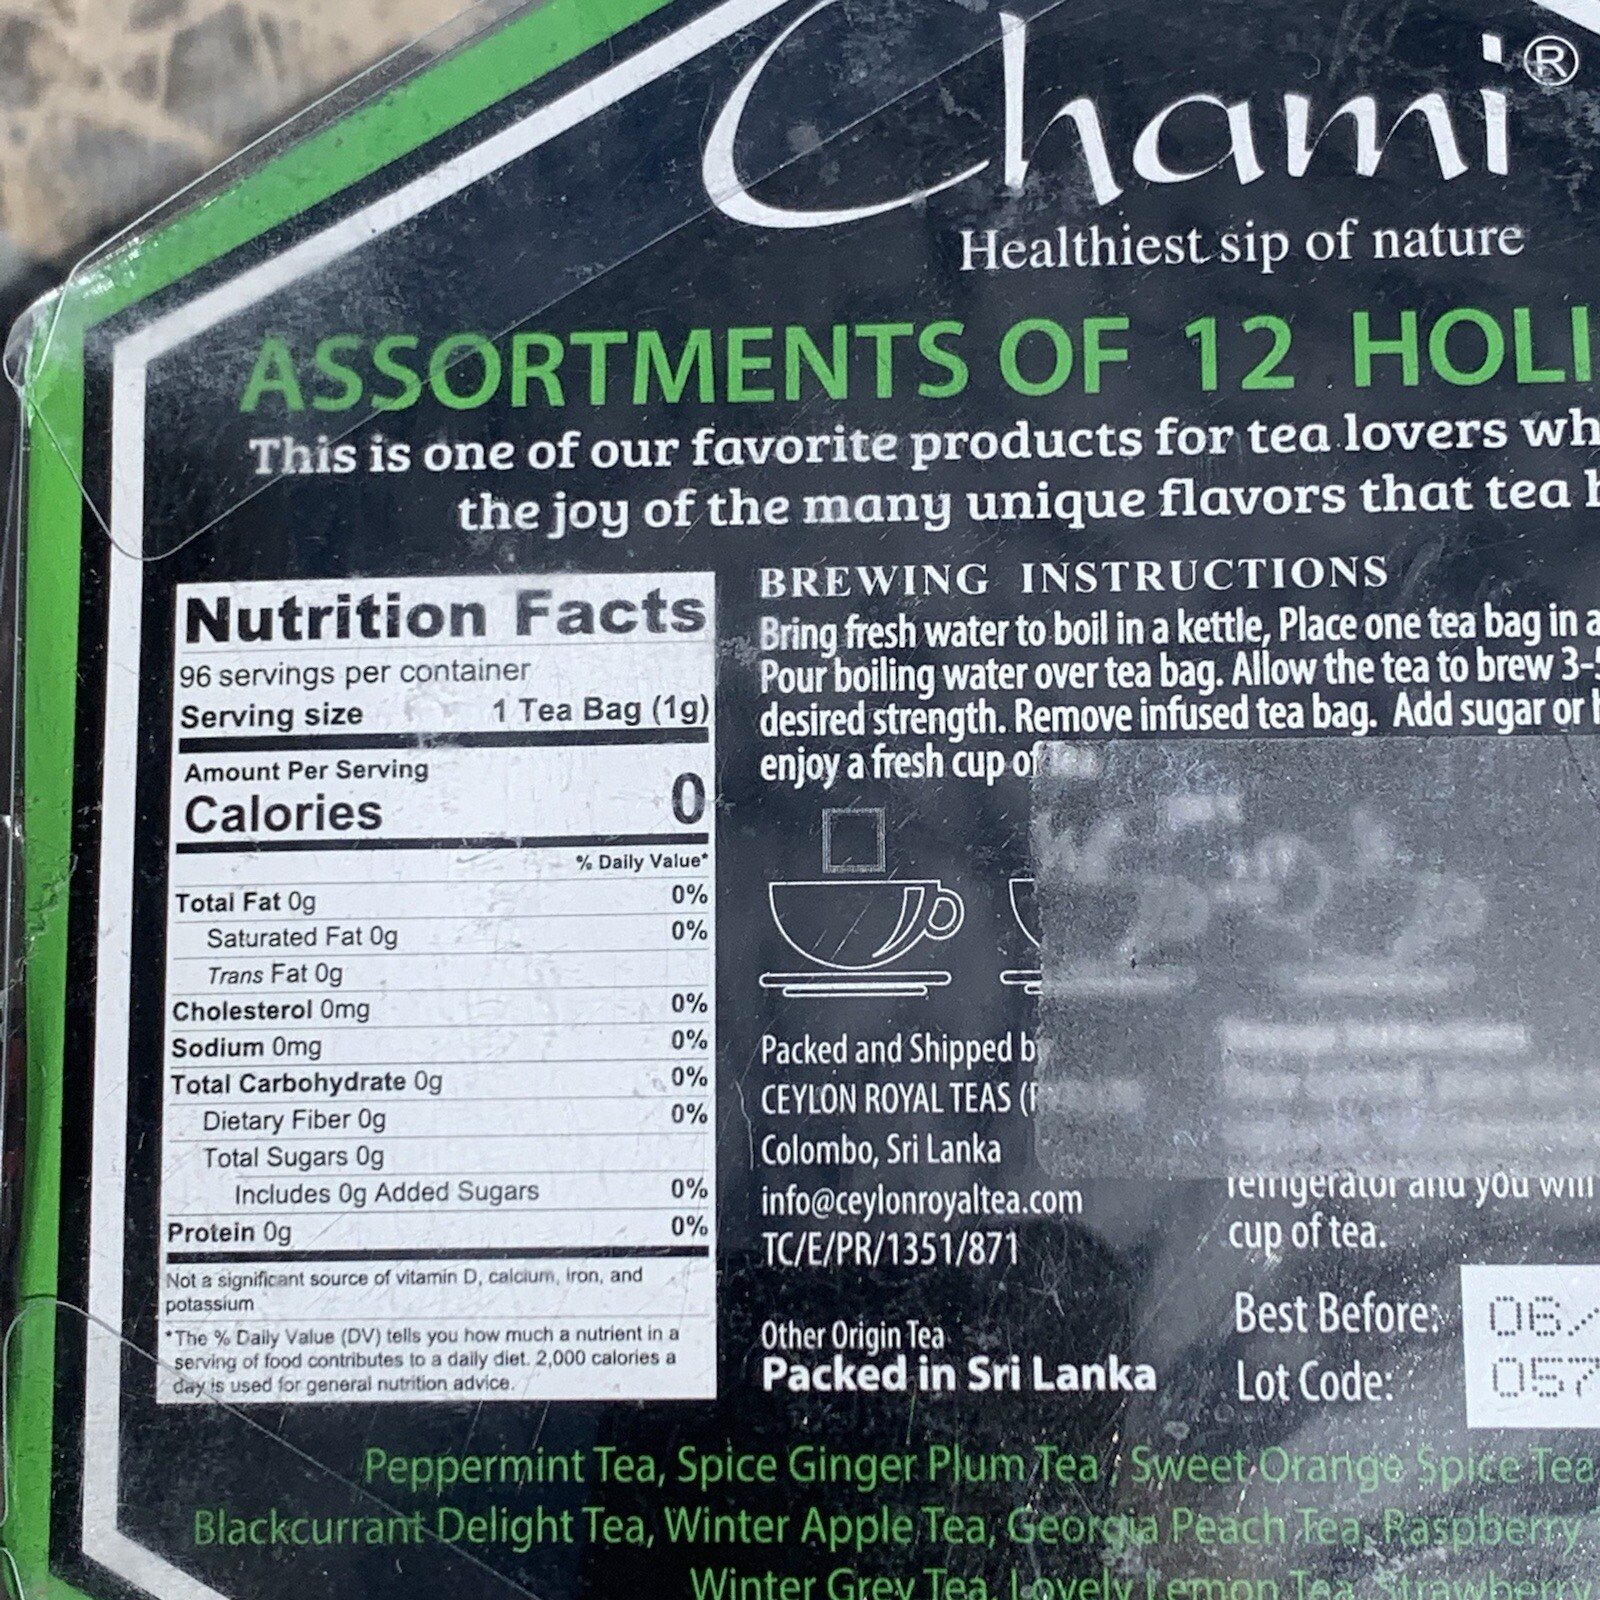 Chami®
Healthiest sip of nature
ASSORTMENTS OF 12 HOLI
This is one of our favorite products for tea lovers wh
the joy of the many unique flavors that tea
Nutrition Facts
96 servings per container
Serving size 1 Tea Bag (1g)
Amount Per Serving
Calories 0
% Daily Value*
Total Fat 0g 0%
Saturated Fat 0g 0%
Trans Fat 0g
Cholesterol 0mg 0%
Sodium 0mg 0%
Total Carbohydrate 0g 0%
Dietary Fiber 0g 0%
Total Sugars 0g
Includes 0g Added Sugars 0%
Protein 0g 0%
Not a significant source of vitamin D, calcium, iron, and
potassium
*The % Daily Value (DV) tells you how much a nutrient in a
serving of food contributes to a daily diet. 2,000 calories a
day is used for general nutrition advice.
BREWING INSTRUCTIONS
Bring fresh water to boil in a kettle, Place one tea bag in a
Pour boiling water over tea bag. Allow the tea to brew 3-
desired strength. Remove infused tea bag. Add sugar or
enjoy a fresh cup of
Packed and Shipped b
CEYLON ROYAL TEAS (
Colombo, Sri Lanka
info@ceylonroyaltea.com
TC/E/PR/1351/871
Other Origin Tea
Packed in Sri Lanka
refrigerator and you will
cup of tea.
Best Before: 06/
Lot Code: 057
Peppermint Tea, Spice Ginger Plum Tea, Sweet Orange Spice Tea
Blackcurrant Delight Tea, Winter Apple Tea, Georgia Peach Tea, Raspberry
Winter Grey Tea, Lovely Lemon Tea, Strawberry